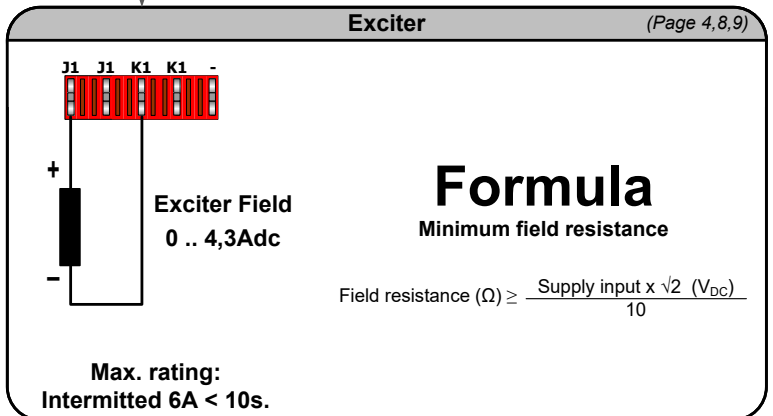 Exciter
(Page 4,8,9)
J1 J1 K1 K1 -
+
Exciter Field
0 .. 4,3Adc
−
Formula
Minimum field resistance
Field resistance (Ω) ≥ Supply input x √2 (VDC)
10
Max. rating:
Intermitted 6A < 10s.